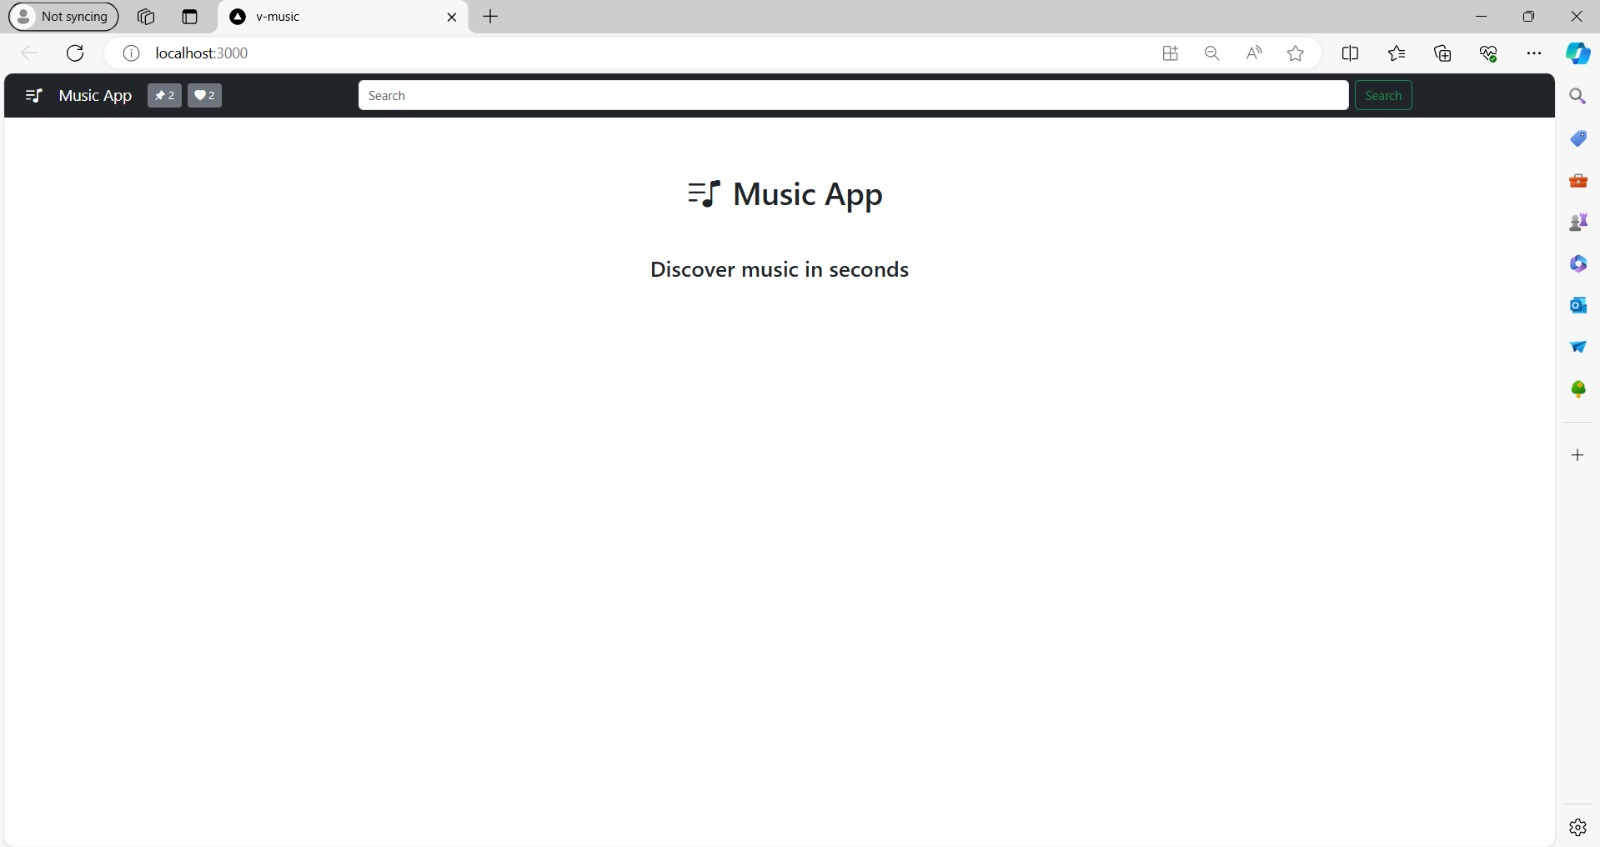 Not syncing
v-music
localhost:3000
Music App 2 2 Search Search
Music App
Discover music in seconds